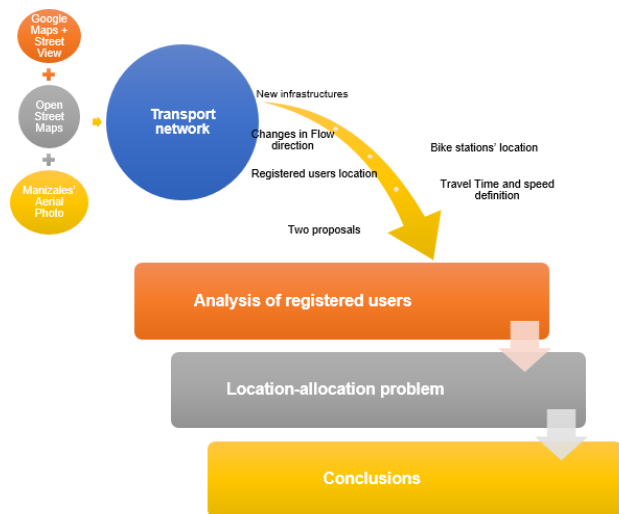 Google
Maps +
Street
View
Open
Street
Maps
Manizales'
Aerial
Photo
Transport
network
New infrastructures
Changes in Flow
direction
Registered users location
Two proposals
Bike stations' location
Travel Time and speed
definition
Analysis of registered users
Location-allocation problem
Conclusions